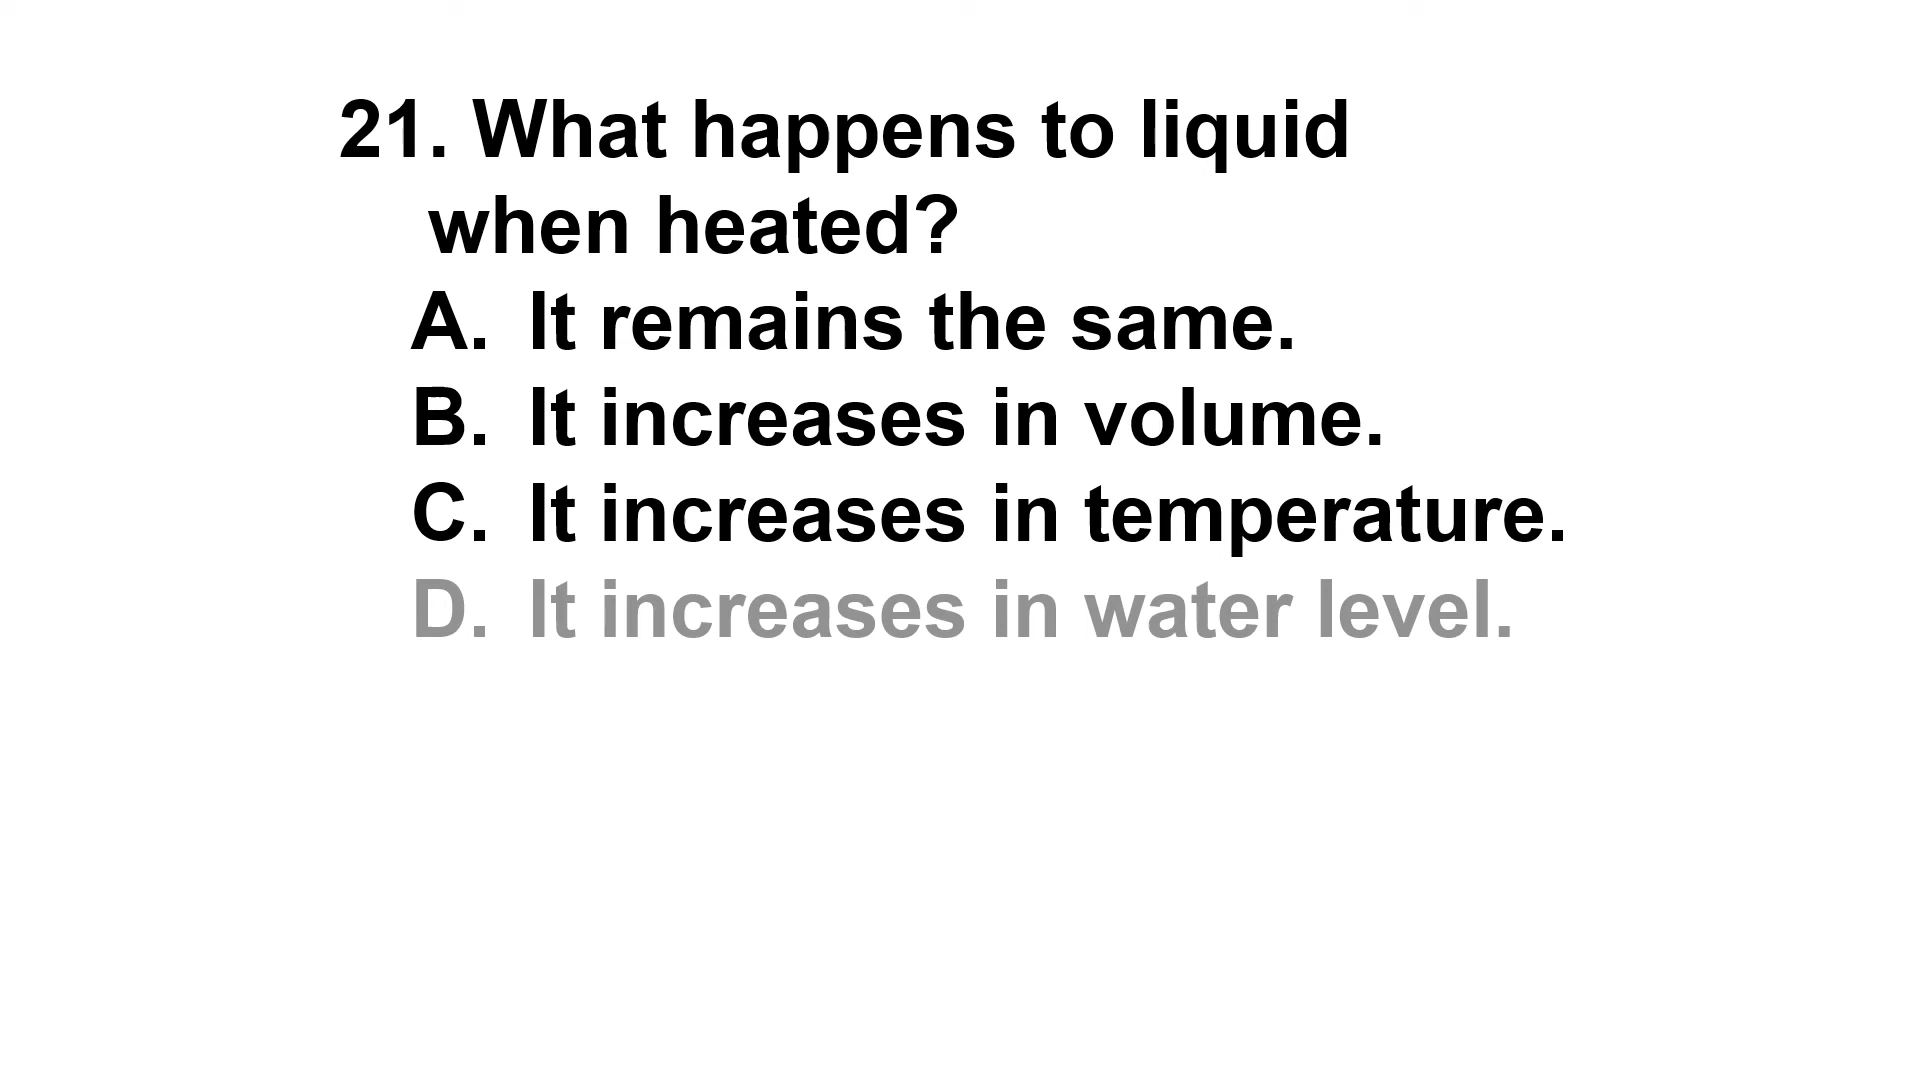 21. What happens to liquid
when heated?
A. It remains the same.
B. It increases in volume.
C. It increases in temperature.
D. It increases in water level.